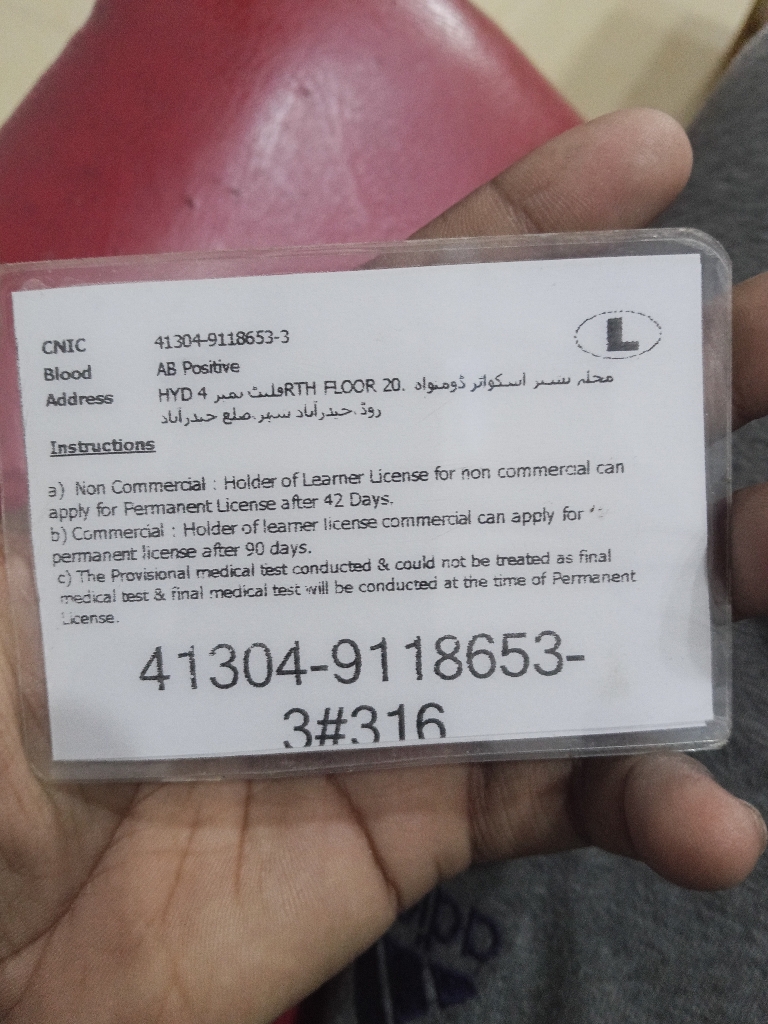 CNIC 41304-9118653-3
Blood AB Positive
Address HYD 4 فلیٹ نمبرRTH FLOOR 20. محلہ سٹیر اسکوائر ڈومنواہ
روڈ، حیدرآباد سٹہر، ضلع حیدرآباد
L
Instructions
a) Non Commercial : Holder of Learner License for non commercial can
apply for Permanent License after 42 Days.
b) Commercial : Holder of learner license commercial can apply for
permanent license after 90 days.
c) The Provisional medical test conducted & could not be treated as final
medical test & final medical test will be conducted at the time of Permanent
License.
41304-9118653-
3#316